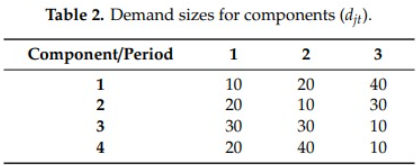 Table 2. Demand sizes for components (djt).
Component/Period 1 2 3
1 10 20 40
2 20 10 30
3 30 30 10
4 20 40 10